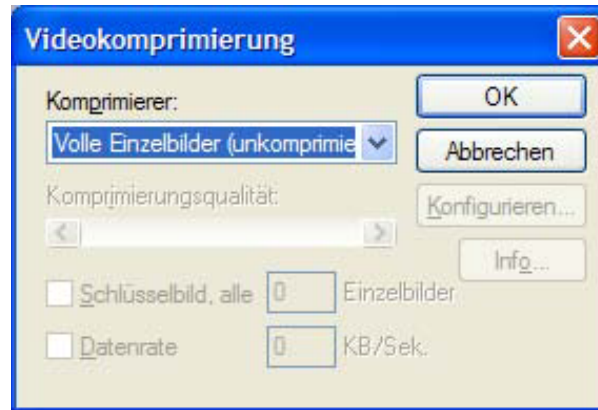 Videokomprimierung
Komprimierer:
OK
Volle Einzelbilder (unkomprimie
Abbrechen
Komprimierungsqualität:
Konfigurieren...
Info...
Schlüsselbild, alle 0 Einzelbilder
Datenrate 0 KB/Sek.